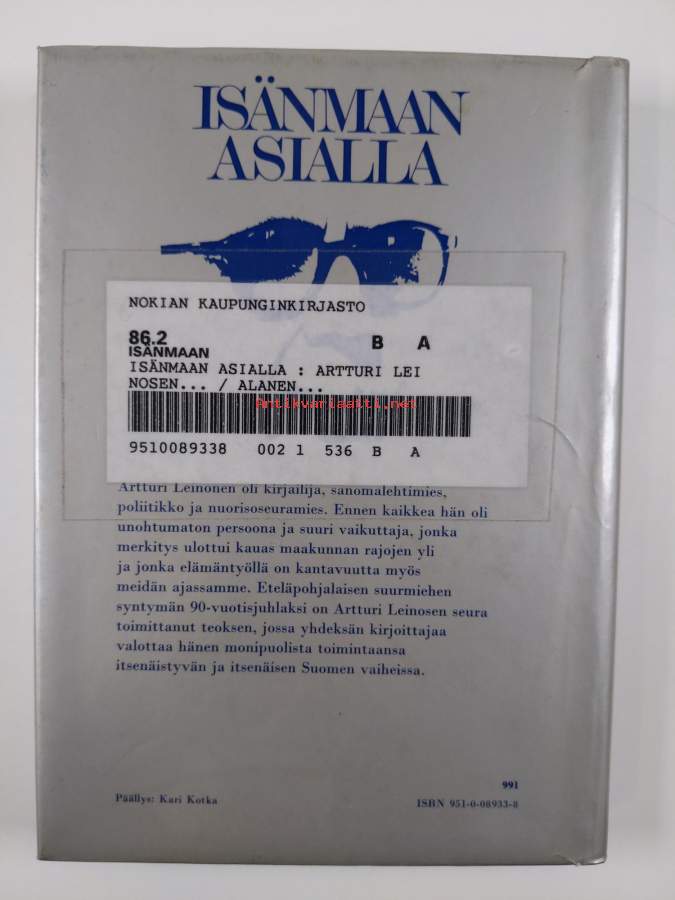 ISÄNMAAN
ASIALLA
NOKIAN KAUPUNGINKIRJASTO
86.2 B A
ISÄNMAAN
ISÄNMAAN ASIALLA : ARTTURI LEI
NOSEN... / ALANEN...
Antikvariaatti.net
9510089338 002 1 536 B A
Artturi Leinonen oli kirjailija, sanomalehtimies,
poliitikko ja nuorisoseuramies. Ennen kaikkea hän oli
unohtumaton persoona ja suuri vaikuttaja, jonka
merkitys ulottui kauas maakunnan rajojen yli
ja jonka elämäntyöllä on kantavuutta myös
meidän ajassamme. Eteläpohjalaisen suurmiehen
syntymän 90-vuotisjuhlaksi on Artturi Leinosen seura
toimittanut teoksen, jossa yhdeksän kirjoittajaa
valottaa hänen monipuolista toimintaansa
itsenäistyvän ja itsenäisen Suomen vaiheissa.
991
Päällys: Kari Kotka ISBN 951-0-08933-8